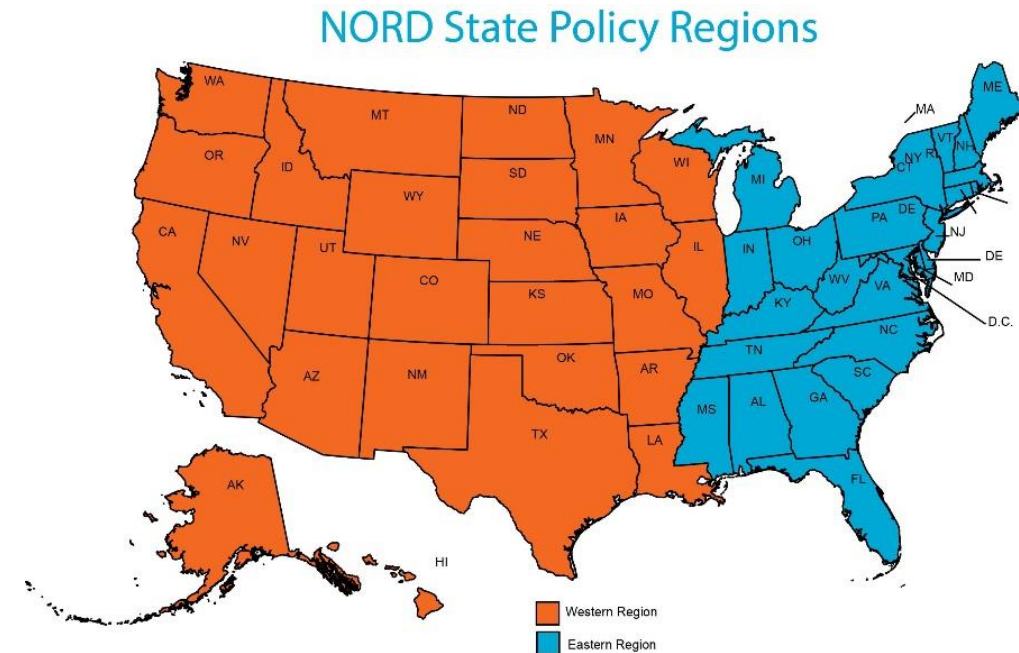 NORD State Policy Regions
WA
MT
ND
MN
ME
MA
VT
NH
OR
ID
SD
WI
NY
RI
CT
MI
WY
DE
IA
PA
NE
NJ
CA
NV
UT
IL
IN
OH
DE
CO
WV
MD
KS
MO
VA
KY
D.C.
NC
TN
OK
AZ
NM
AR
SC
MS
AL
GA
TX
LA
FL
AK
HI
Western Region
Eastern Region